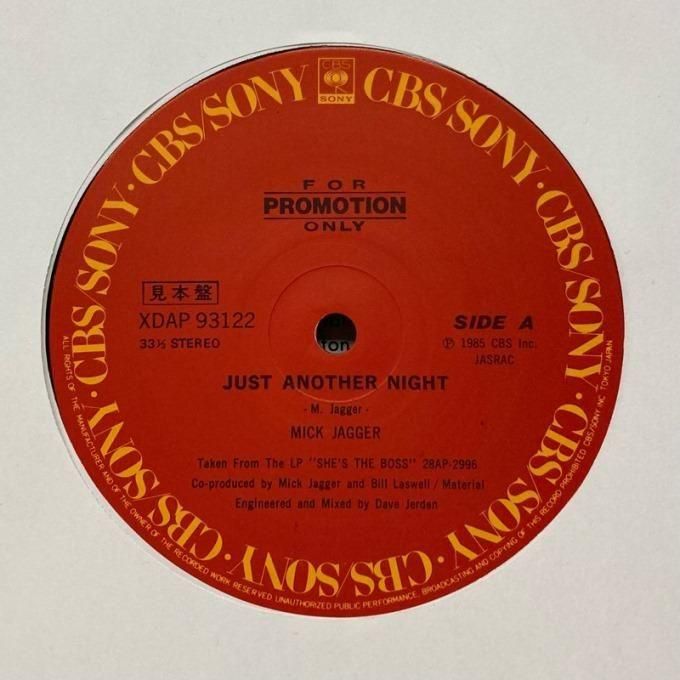 CBS
SONY
CBS/SONY · CBS/SONY · CBS/SONY · CBS/SONY · CBS/SONY · CBS/SONY · CBS/SONY · CBS/SONY
FOR
PROMOTION
ONLY
見本盤
XDAP 93122
33⅓ STEREO
SIDE A
Ⓟ 1985 CBS Inc.
JASRAC
ton
JUST ANOTHER NIGHT
- M. Jagger -
MICK JAGGER
Taken From The LP "SHE'S THE BOSS" 28AP-2996
Co-produced by Mick Jagger and Bill Laswell / Material
Engineered and Mixed by Dave Jerden
ALL RIGHTS OF THE MANUFACTURER AND OF THE OWNER OF THE RECORDED WORK RESERVED UNAUTHORIZED PUBLIC PERFORMANCE, BROADCASTING AND COPYING OF THIS RECORD PROHIBITED CBS/SONY INC. TOKYO JAPAN